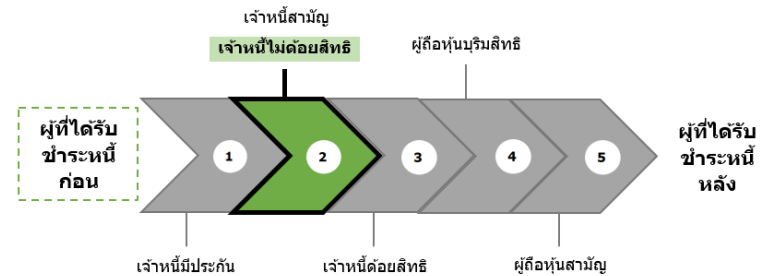 เจ้าหนี้สามัญ
เจ้าหนี้ไม่ด้อยสิทธิ
ผู้ถือหุ้นบุริมสิทธิ
ผู้ที่ได้รับ
ชำระหนี้
ก่อน
1
2
3
4
5
ผู้ที่ได้รับ
ชำระหนี้
หลัง
เจ้าหนี้มีประกัน
เจ้าหนี้ด้อยสิทธิ
ผู้ถือหุ้นสามัญ